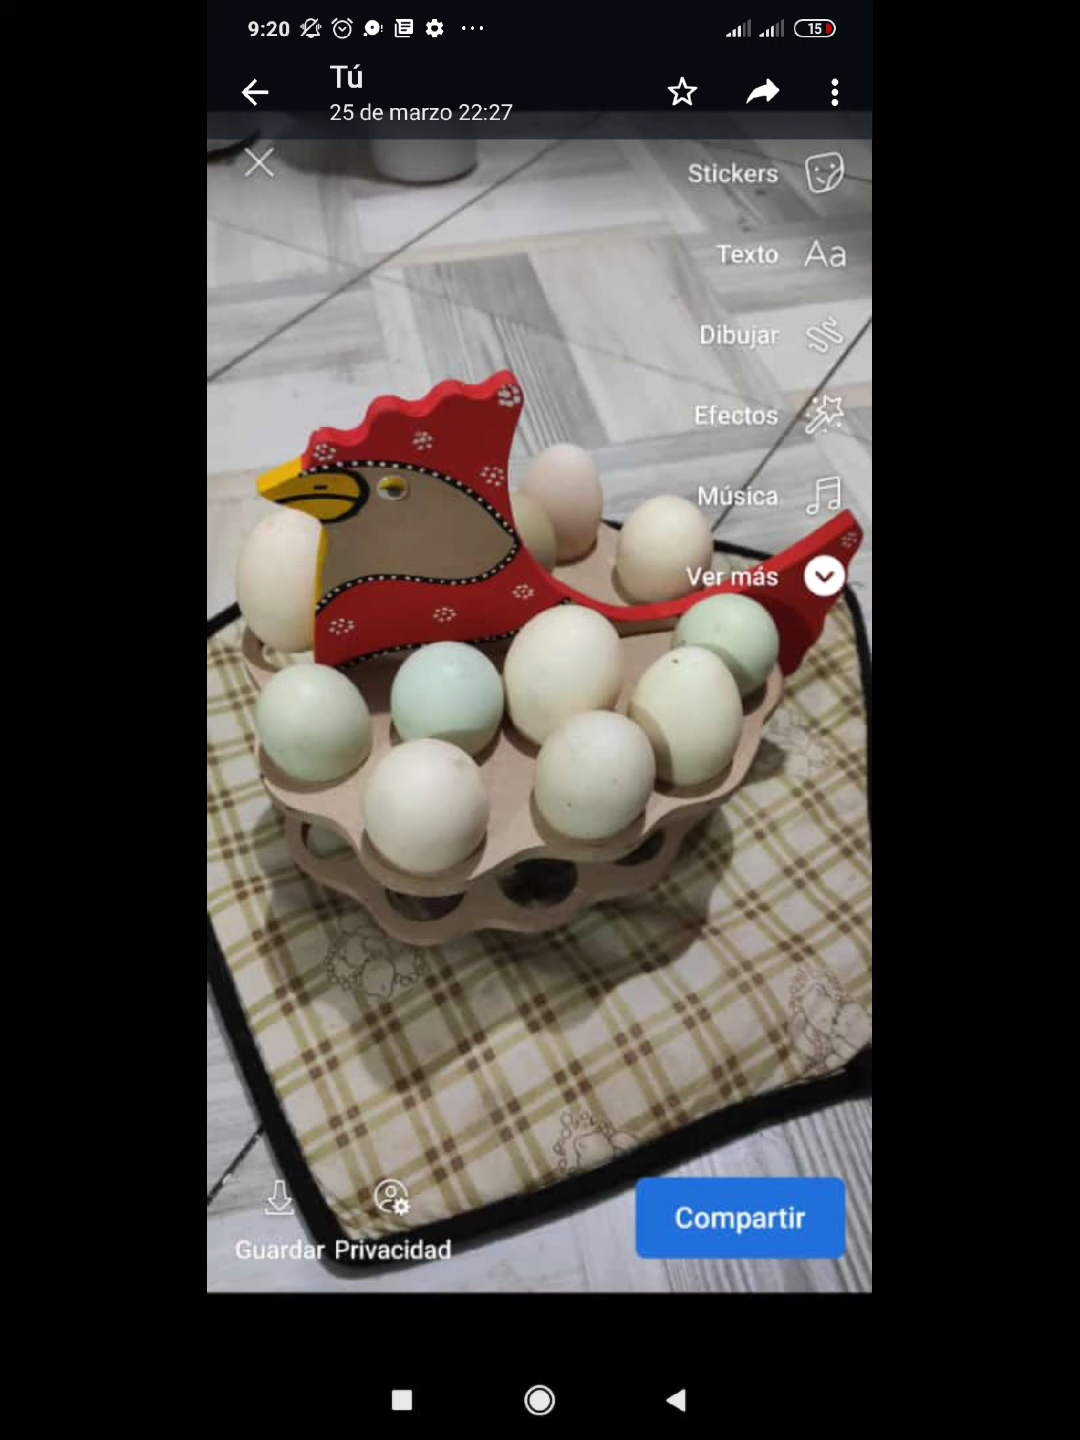 9:20
15
Tú
25 de marzo 22:27
Stickers
Texto Aa
Dibujar
Efectos
Música
Ver más
Compartir
Guardar Privacidad